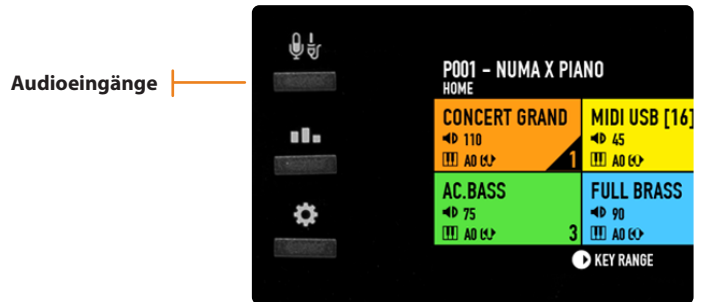 Audioeingänge
P001 - NUMA X PIANO
HOME
CONCERT GRAND
110
A0
1
MIDI USB [16]
45
A0
AC.BASS
75
A0
3
FULL BRASS
90
A0
KEY RANGE